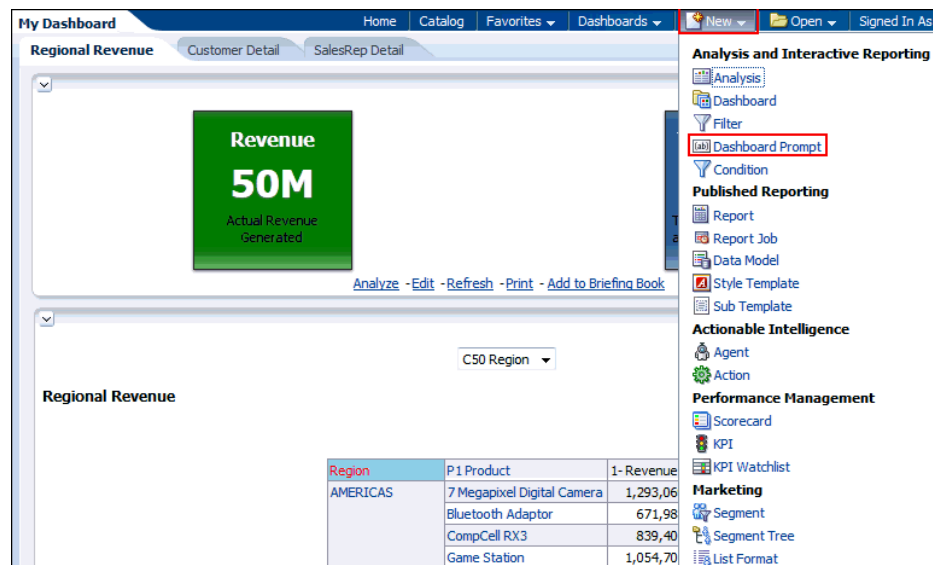 My Dashboard
Home Catalog Favorites Dashboards New Open Signed In As
Regional Revenue Customer Detail SalesRep Detail
Revenue
50M
Actual Revenue
Generated
Analyze - Edit - Refresh - Print - Add to Briefing Book
C50 Region
Regional Revenue
Region P1 Product 1- Revenue
AMERICAS 7 Megapixel Digital Camera 1,293,06
Bluetooth Adaptor 671,98
CompCell RX3 839,40
Game Station 1,054,70
Analysis and Interactive Reporting
Analysis
Dashboard
Filter
[ab] Dashboard Prompt
Condition
Published Reporting
Report
Report Job
Data Model
Style Template
Sub Template
Actionable Intelligence
Agent
Action
Performance Management
Scorecard
KPI
KPI Watchlist
Marketing
Segment
Segment Tree
List Format